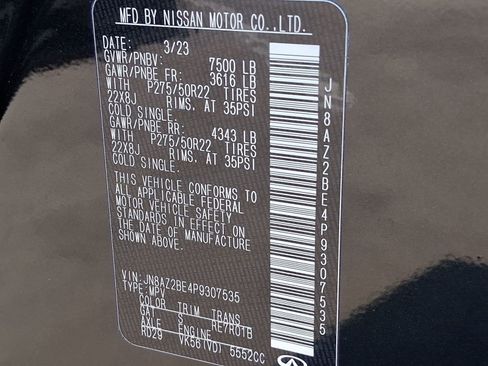 MFD BY NISSAN MOTOR CO.,LTD.
DATE: 3/23
GVWR/PNBV: 7500 LB
GAWR/PNBE FR: 3616 LB
WITH P275/50R22 TIRES
22X8J RIMS, AT 35PSI
COLD SINGLE.
GAWR/PNBE RR: 4343 LB
WITH P275/50R22 TIRES
22X8J RIMS, AT 35PSI
COLD SINGLE.
THIS VEHICLE CONFORMS TO
ALL APPLICABLE FEDERAL
MOTOR VEHICLE SAFETY
STANDARDS IN EFFECT ON
THE DATE OF MANUFACTURE
SHOWN ABOVE.
VIN: JN8AZ2BE4P9307535
TYPE: MPV
COLOR TRIM TRANS
GAT S RE7R01B
AXLE ENGINE
RD29 VK56(VD) 5552CC
JN8AZ2BE4P9307535